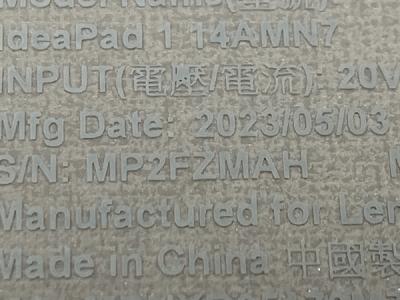 IdeaPad 1 14AMN7
INPUT(電壓/電流): 20V
Mfg Date: 2023/05/03
S/N: MP2FZMAH
Manufactured for Len
Made in China 中國製